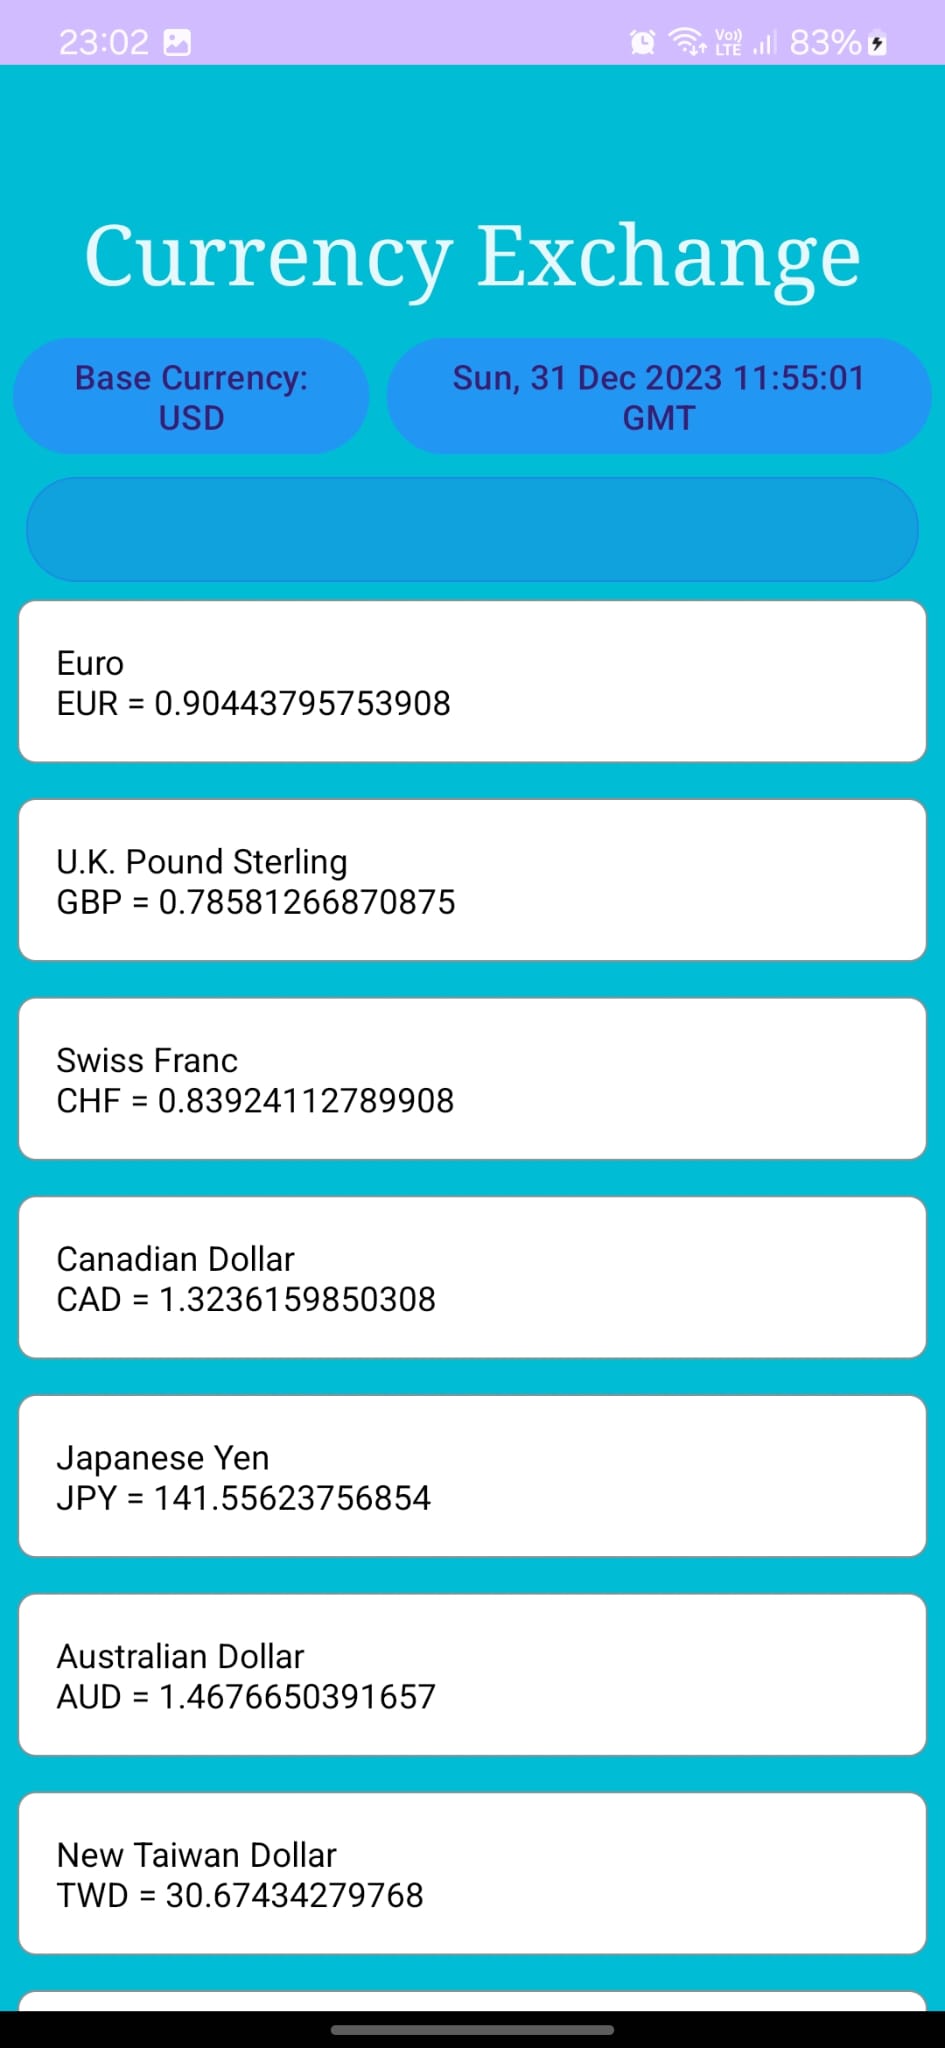 23:02
Vo)) LTE 83%
Currency Exchange
Base Currency:
USD
Sun, 31 Dec 2023 11:55:01
GMT
Euro
EUR = 0.90443795753908
U.K. Pound Sterling
GBP = 0.78581266870875
Swiss Franc
CHF = 0.83924112789908
Canadian Dollar
CAD = 1.3236159850308
Japanese Yen
JPY = 141.55623756854
Australian Dollar
AUD = 1.4676650391657
New Taiwan Dollar
TWD = 30.67434279768